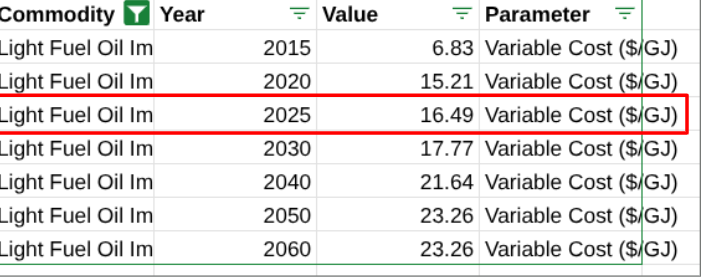 Commodity Year Value Parameter
Light Fuel Oil Im 2015 6.83 Variable Cost ($/GJ)
Light Fuel Oil Im 2020 15.21 Variable Cost ($/GJ)
Light Fuel Oil Im 2025 16.49 Variable Cost ($/GJ)
Light Fuel Oil Im 2030 17.77 Variable Cost ($/GJ)
Light Fuel Oil Im 2040 21.64 Variable Cost ($/GJ)
Light Fuel Oil Im 2050 23.26 Variable Cost ($/GJ)
Light Fuel Oil Im 2060 23.26 Variable Cost ($/GJ)